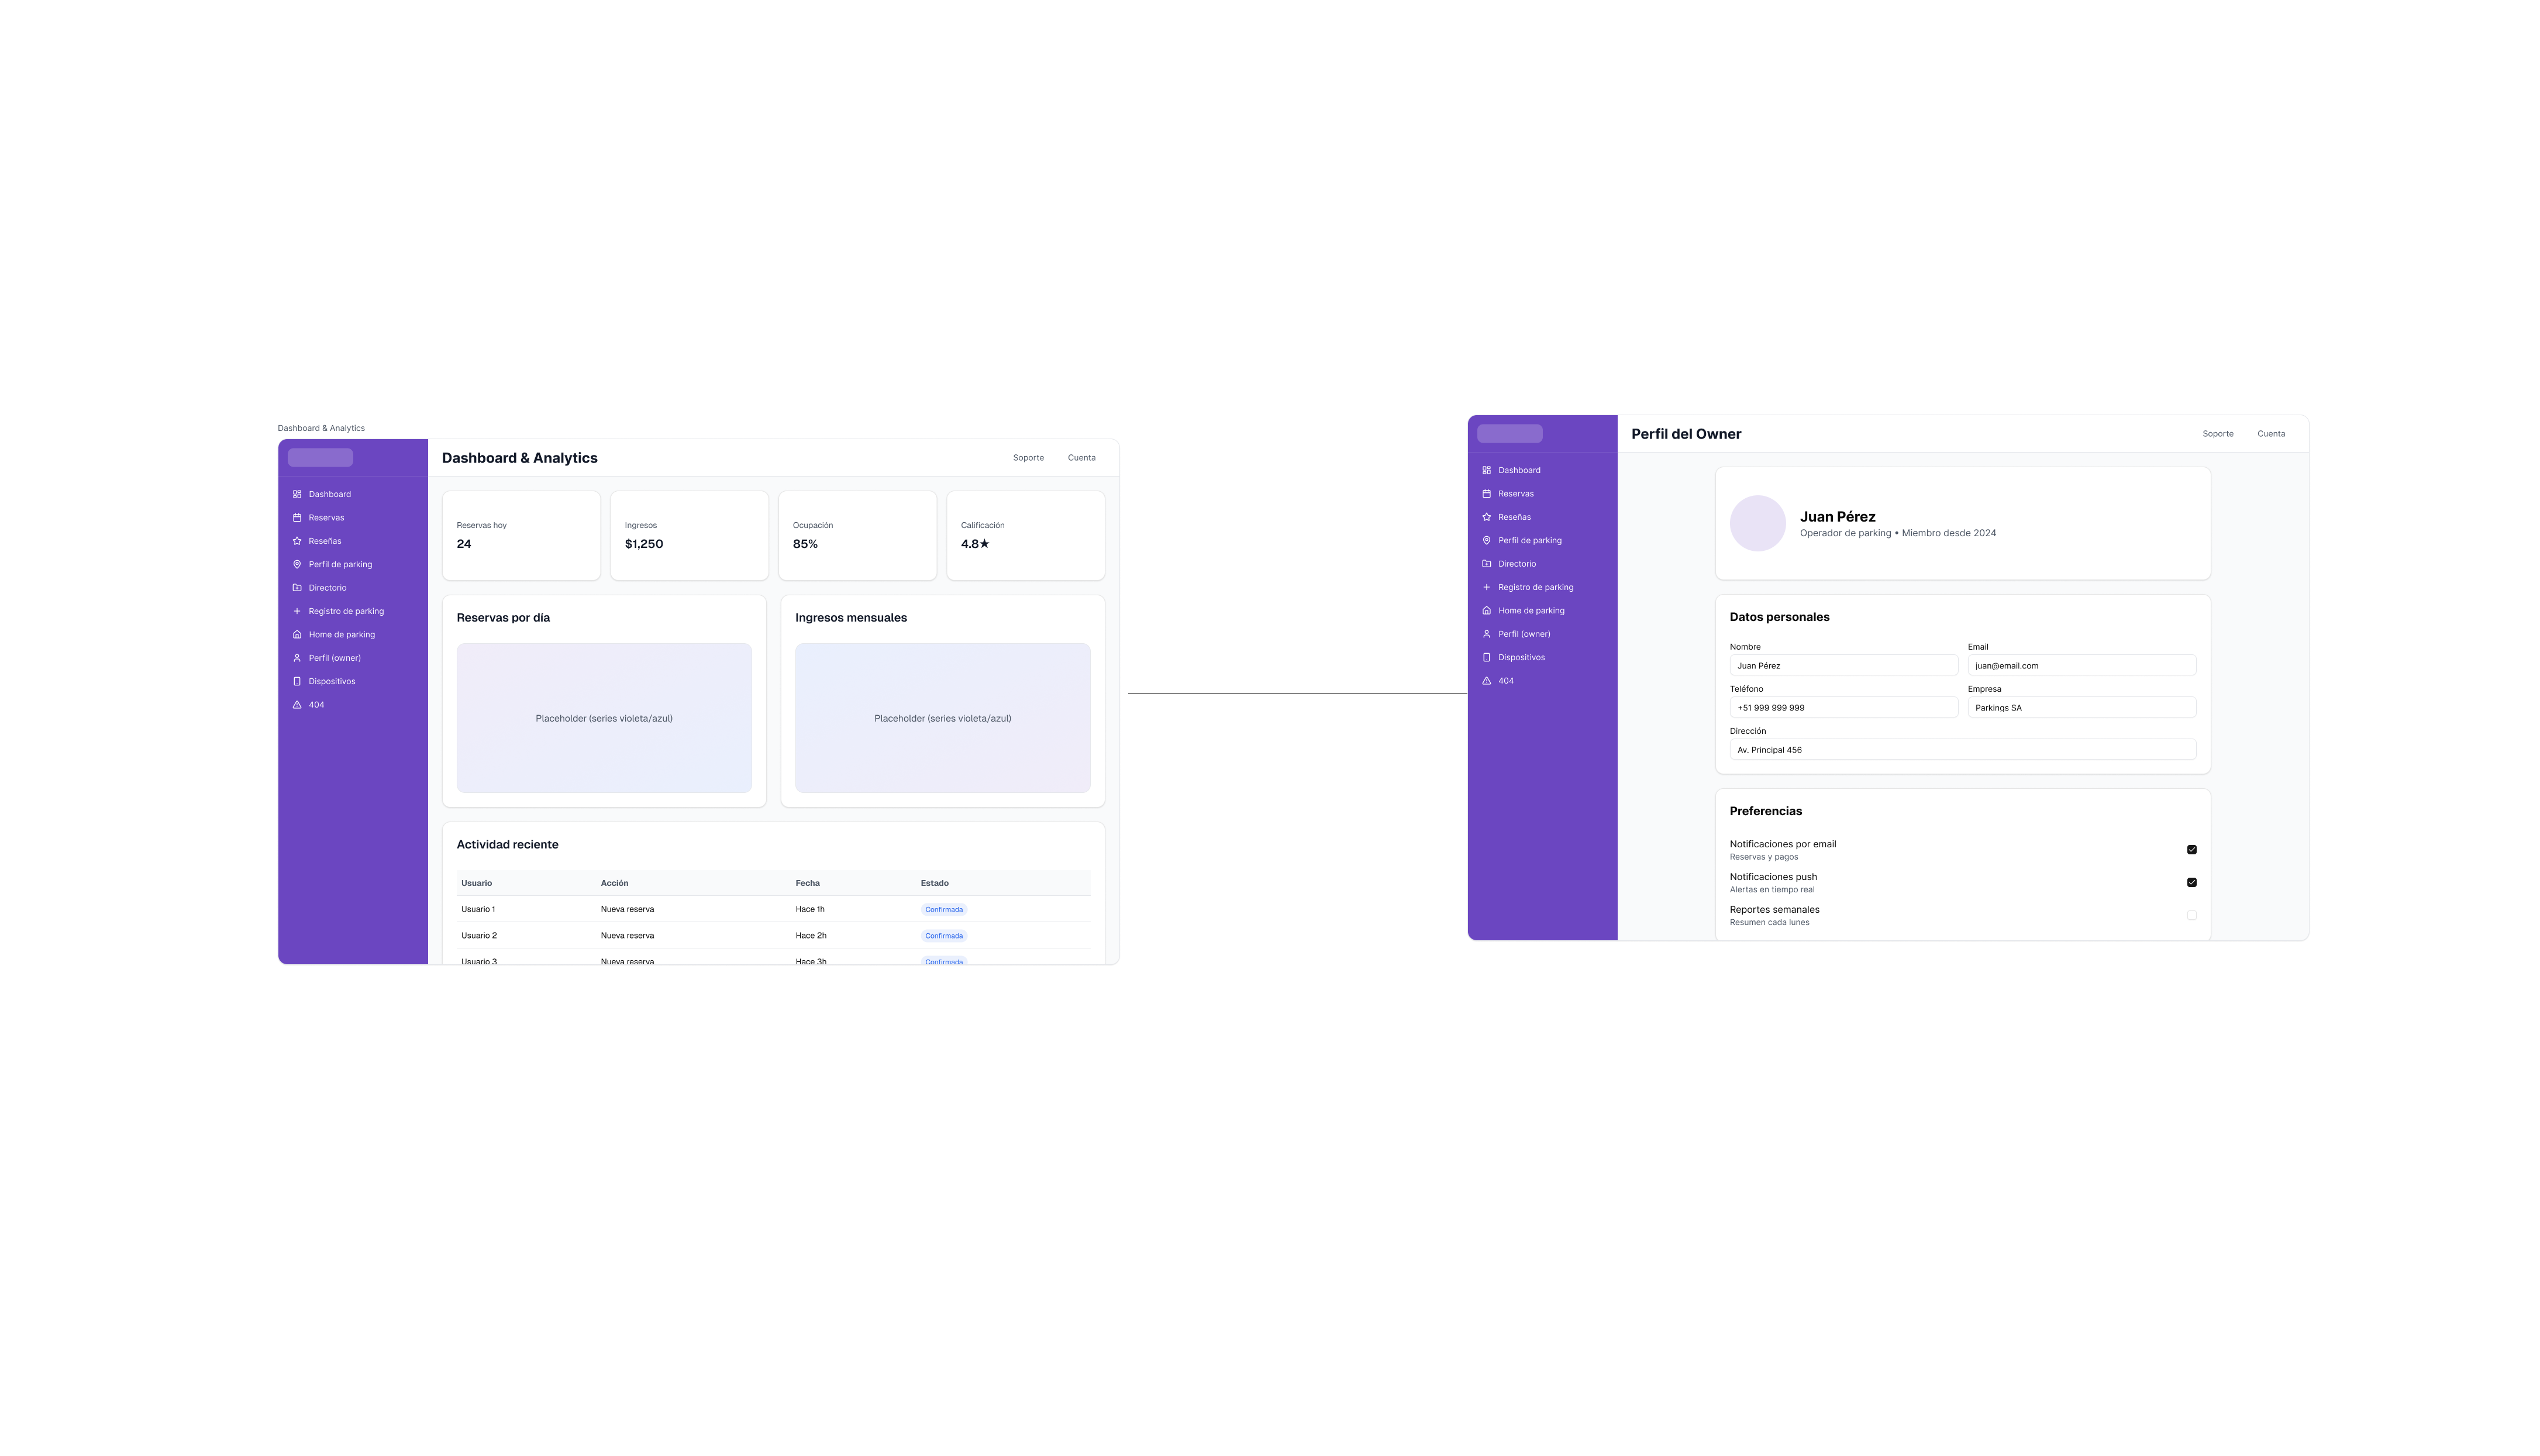 Dashboard & Analytics
Dashboard
Reservas
Reseñas
Perfil de parking
Directorio
Registro de parking
Home de parking
Perfil (owner)
Dispositivos
404
Dashboard & Analytics
Soporte
Cuenta
Reservas hoy
24
Ingresos
$1,250
Ocupación
85%
Calificación
4.8★
Reservas por día
Placeholder (series violeta/azul)
Ingresos mensuales
Placeholder (series violeta/azul)
Actividad reciente
Usuario Acción Fecha Estado
Usuario 1 Nueva reserva Hace 1h Confirmada
Usuario 2 Nueva reserva Hace 2h Confirmada
Usuario 3 Nueva reserva Hace 3h Confirmada
Dashboard
Reservas
Reseñas
Perfil de parking
Directorio
Registro de parking
Home de parking
Perfil (owner)
Dispositivos
404
Perfil del Owner
Soporte
Cuenta
Juan Pérez
Operador de parking • Miembro desde 2024
Datos personales
Nombre
Juan Pérez
Email
juan@email.com
Teléfono
+51 999 999 999
Empresa
Parkings SA
Dirección
Av. Principal 456
Preferencias
Notificaciones por email
Reservas y pagos
Notificaciones push
Alertas en tiempo real
Reportes semanales
Resumen cada lunes